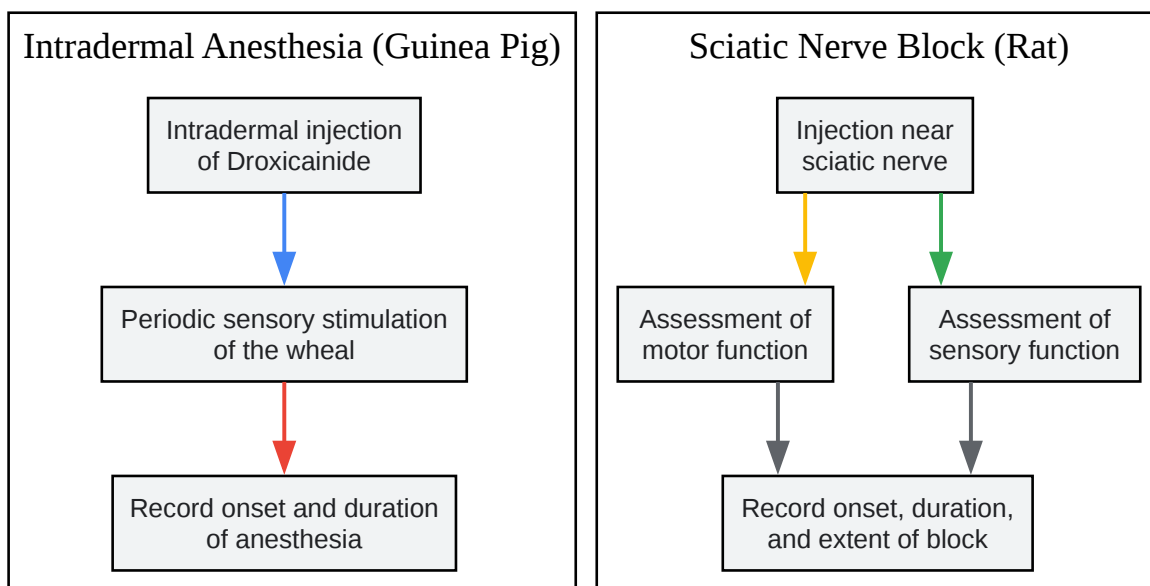 Intradermal Anesthesia (Guinea Pig)
Intradermal injection
of Droxicainide
Periodic sensory stimulation
of the wheal
Record onset and duration
of anesthesia
Sciatic Nerve Block (Rat)
Injection near
sciatic nerve
Assessment of
motor function
Assessment of
sensory function
Record onset, duration,
and extent of block